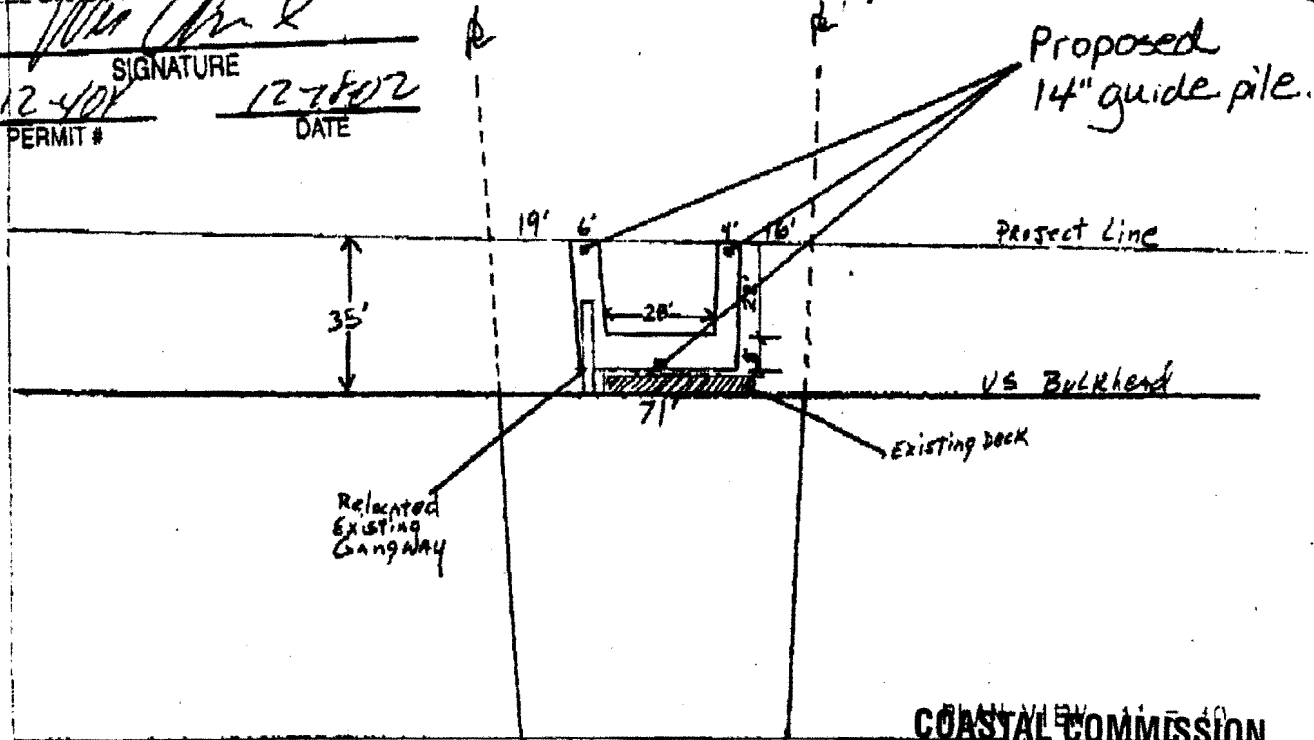 SIGNATURE
PERMIT #
DATE
Proposed
14" guide pile.
19' 6' 4' 16'
Project Line
35'
28'
US Bulkhead
71'
Existing Dock
Relocated
Existing
Gangway
COASTAL COMMISSION